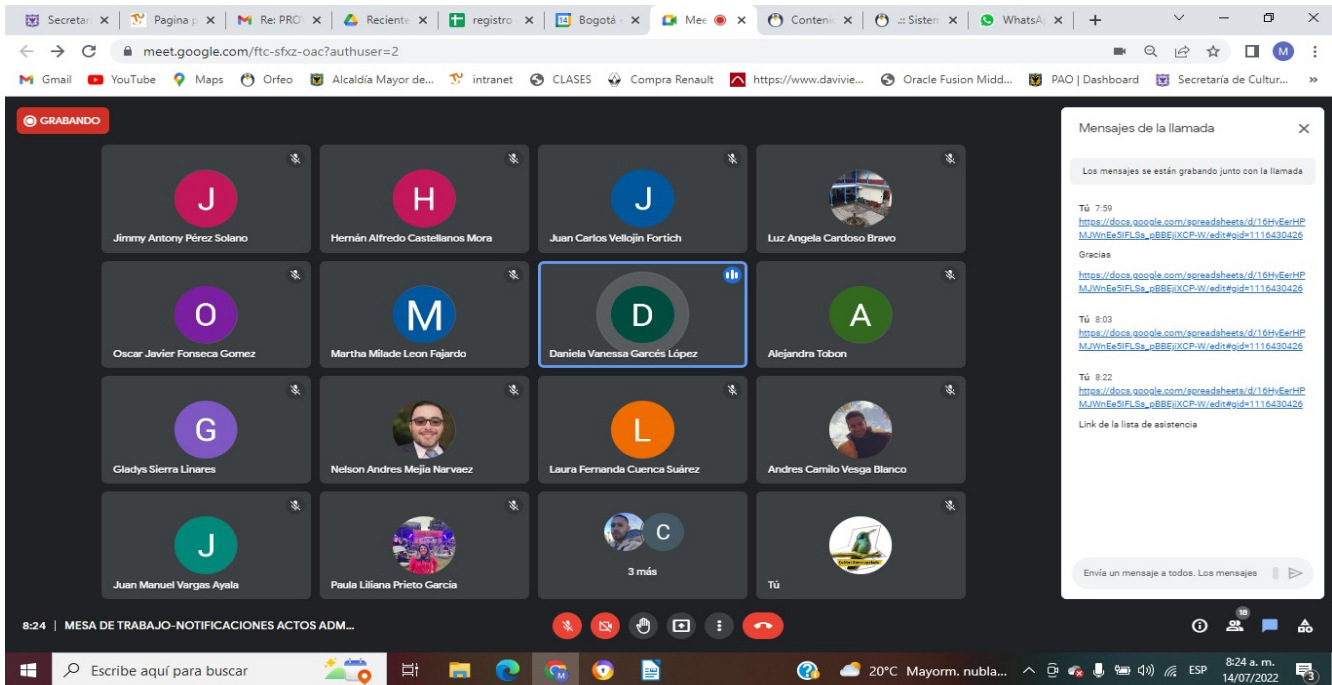 Secretari
Pagina p
Re: PROY
Reciente
registro
Bogotá
Mee
Contenid
.:: Sistem
WhatsA
meet.google.com/ftc-sfxz-oac?authuser=2
M
Gmail
YouTube
Maps
Orfeo
Alcaldía Mayor de...
intranet
CLASES
Compra Renault
https://www.davivie...
Oracle Fusion Midd...
PAO | Dashboard
Secretaría de Cultur...
»
GRABANDO
J
Jimmy Antony Pérez Solano
H
Hernán Alfredo Castellanos Mora
J
Juan Carlos Vellojin Fortich
Luz Angela Cardoso Bravo
O
Oscar Javier Fonseca Gomez
M
Martha Milade Leon Fajardo
D
Daniela Vanessa Garcés López
A
Alejandra Tobon
G
Gladys Sierra Linares
Nelson Andres Mejia Narvaez
L
Laura Fernanda Cuenca Suárez
Andres Camilo Vesga Blanco
J
Juan Manuel Vargas Ayala
Paula Liliana Prieto García
C
3 más
Tú
Mensajes de la llamada
Los mensajes se están grabando junto con la llamada
Tú 7:59
https://docs.google.com/spreadsheets/d/16HyEerHP
MJWnEe5IFLSs_pBBEjiXCP-W/edit#gid=1116430426
Gracias
https://docs.google.com/spreadsheets/d/16HyEerHP
MJWnEe5IFLSs_pBBEjiXCP-W/edit#gid=1116430426
Tú 8:03
https://docs.google.com/spreadsheets/d/16HyEerHP
MJWnEe5IFLSs_pBBEjiXCP-W/edit#gid=1116430426
Tú 8:22
https://docs.google.com/spreadsheets/d/16HyEerHP
MJWnEe5IFLSs_pBBEjiXCP-W/edit#gid=1116430426
Link de la lista de asistencia
Envía un mensaje a todos. Los mensajes
8:24 | MESA DE TRABAJO-NOTIFICACIONES ACTOS ADM...
18
Escribe aquí para buscar
20°C Mayorm. nubla...
ESP
8:24 a. m.
14/07/2022
3